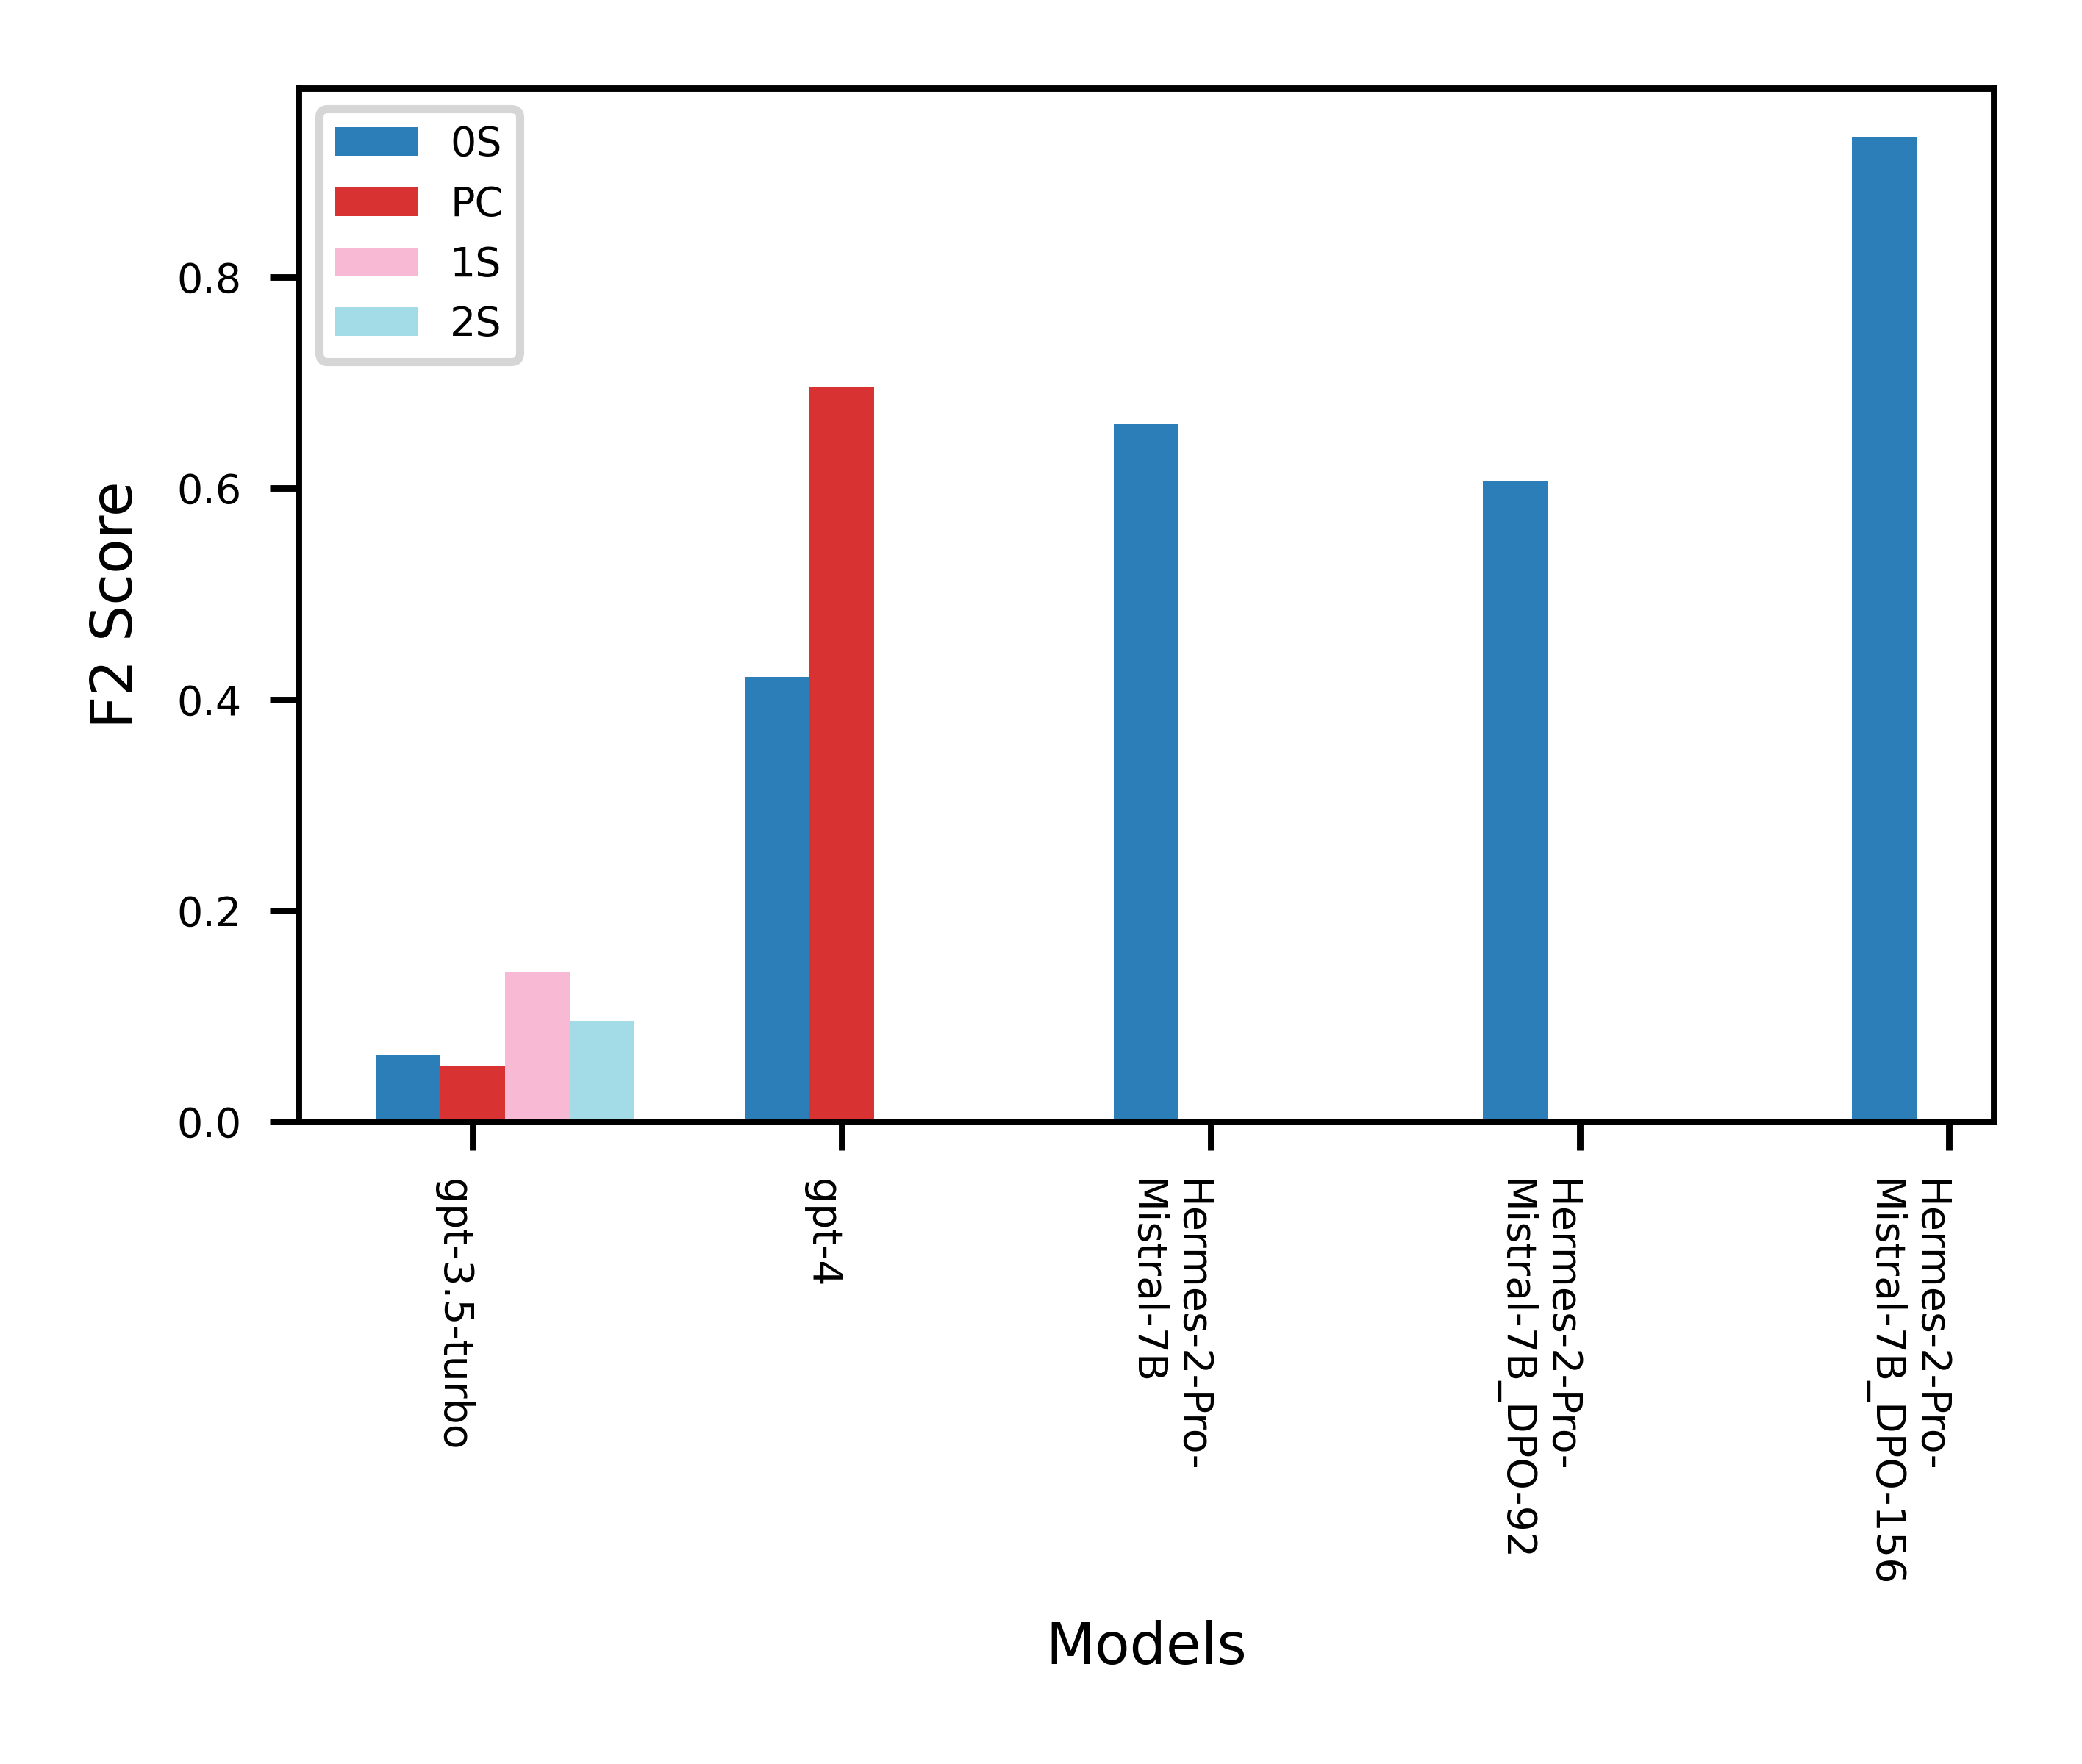 0S
PC
1S
2S
F2 Score
0.8
0.6
0.4
0.2
0.0
gpt-3.5-turbo
gpt-4
Hermes-2-Pro-
Mistral-7B
Hermes-2-Pro-
Mistral-7B_DPO-92
Hermes-2-Pro-
Mistral-7B_DPO-156
Models